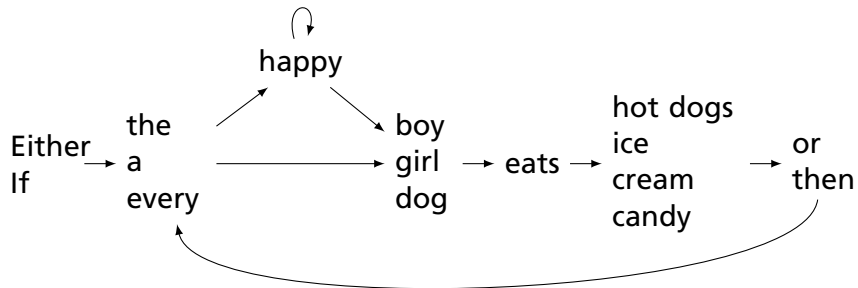 happy
Either
If
the
a
every
boy
girl
dog
eats
hot dogs
ice
cream
candy
or
then